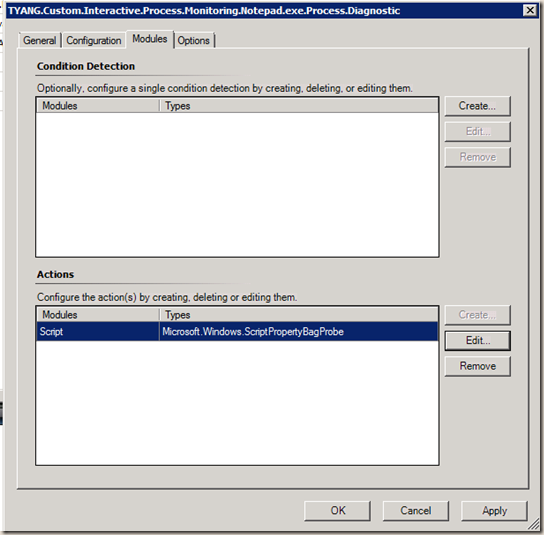 TYANG.Custom.Interactive.Process.Monitoring.Notepad.exe.Process.Diagnostic
General Configuration Modules Options
Condition Detection
Optionally, configure a single condition detection by creating, deleting, or editing them.
Modules Types Create...
Edit...
Remove
Actions
Configure the action(s) by creating, deleting or editing them.
Modules Types Create...
Script Microsoft.Windows.ScriptPropertyBagProbe Edit...
Remove
OK Cancel Apply